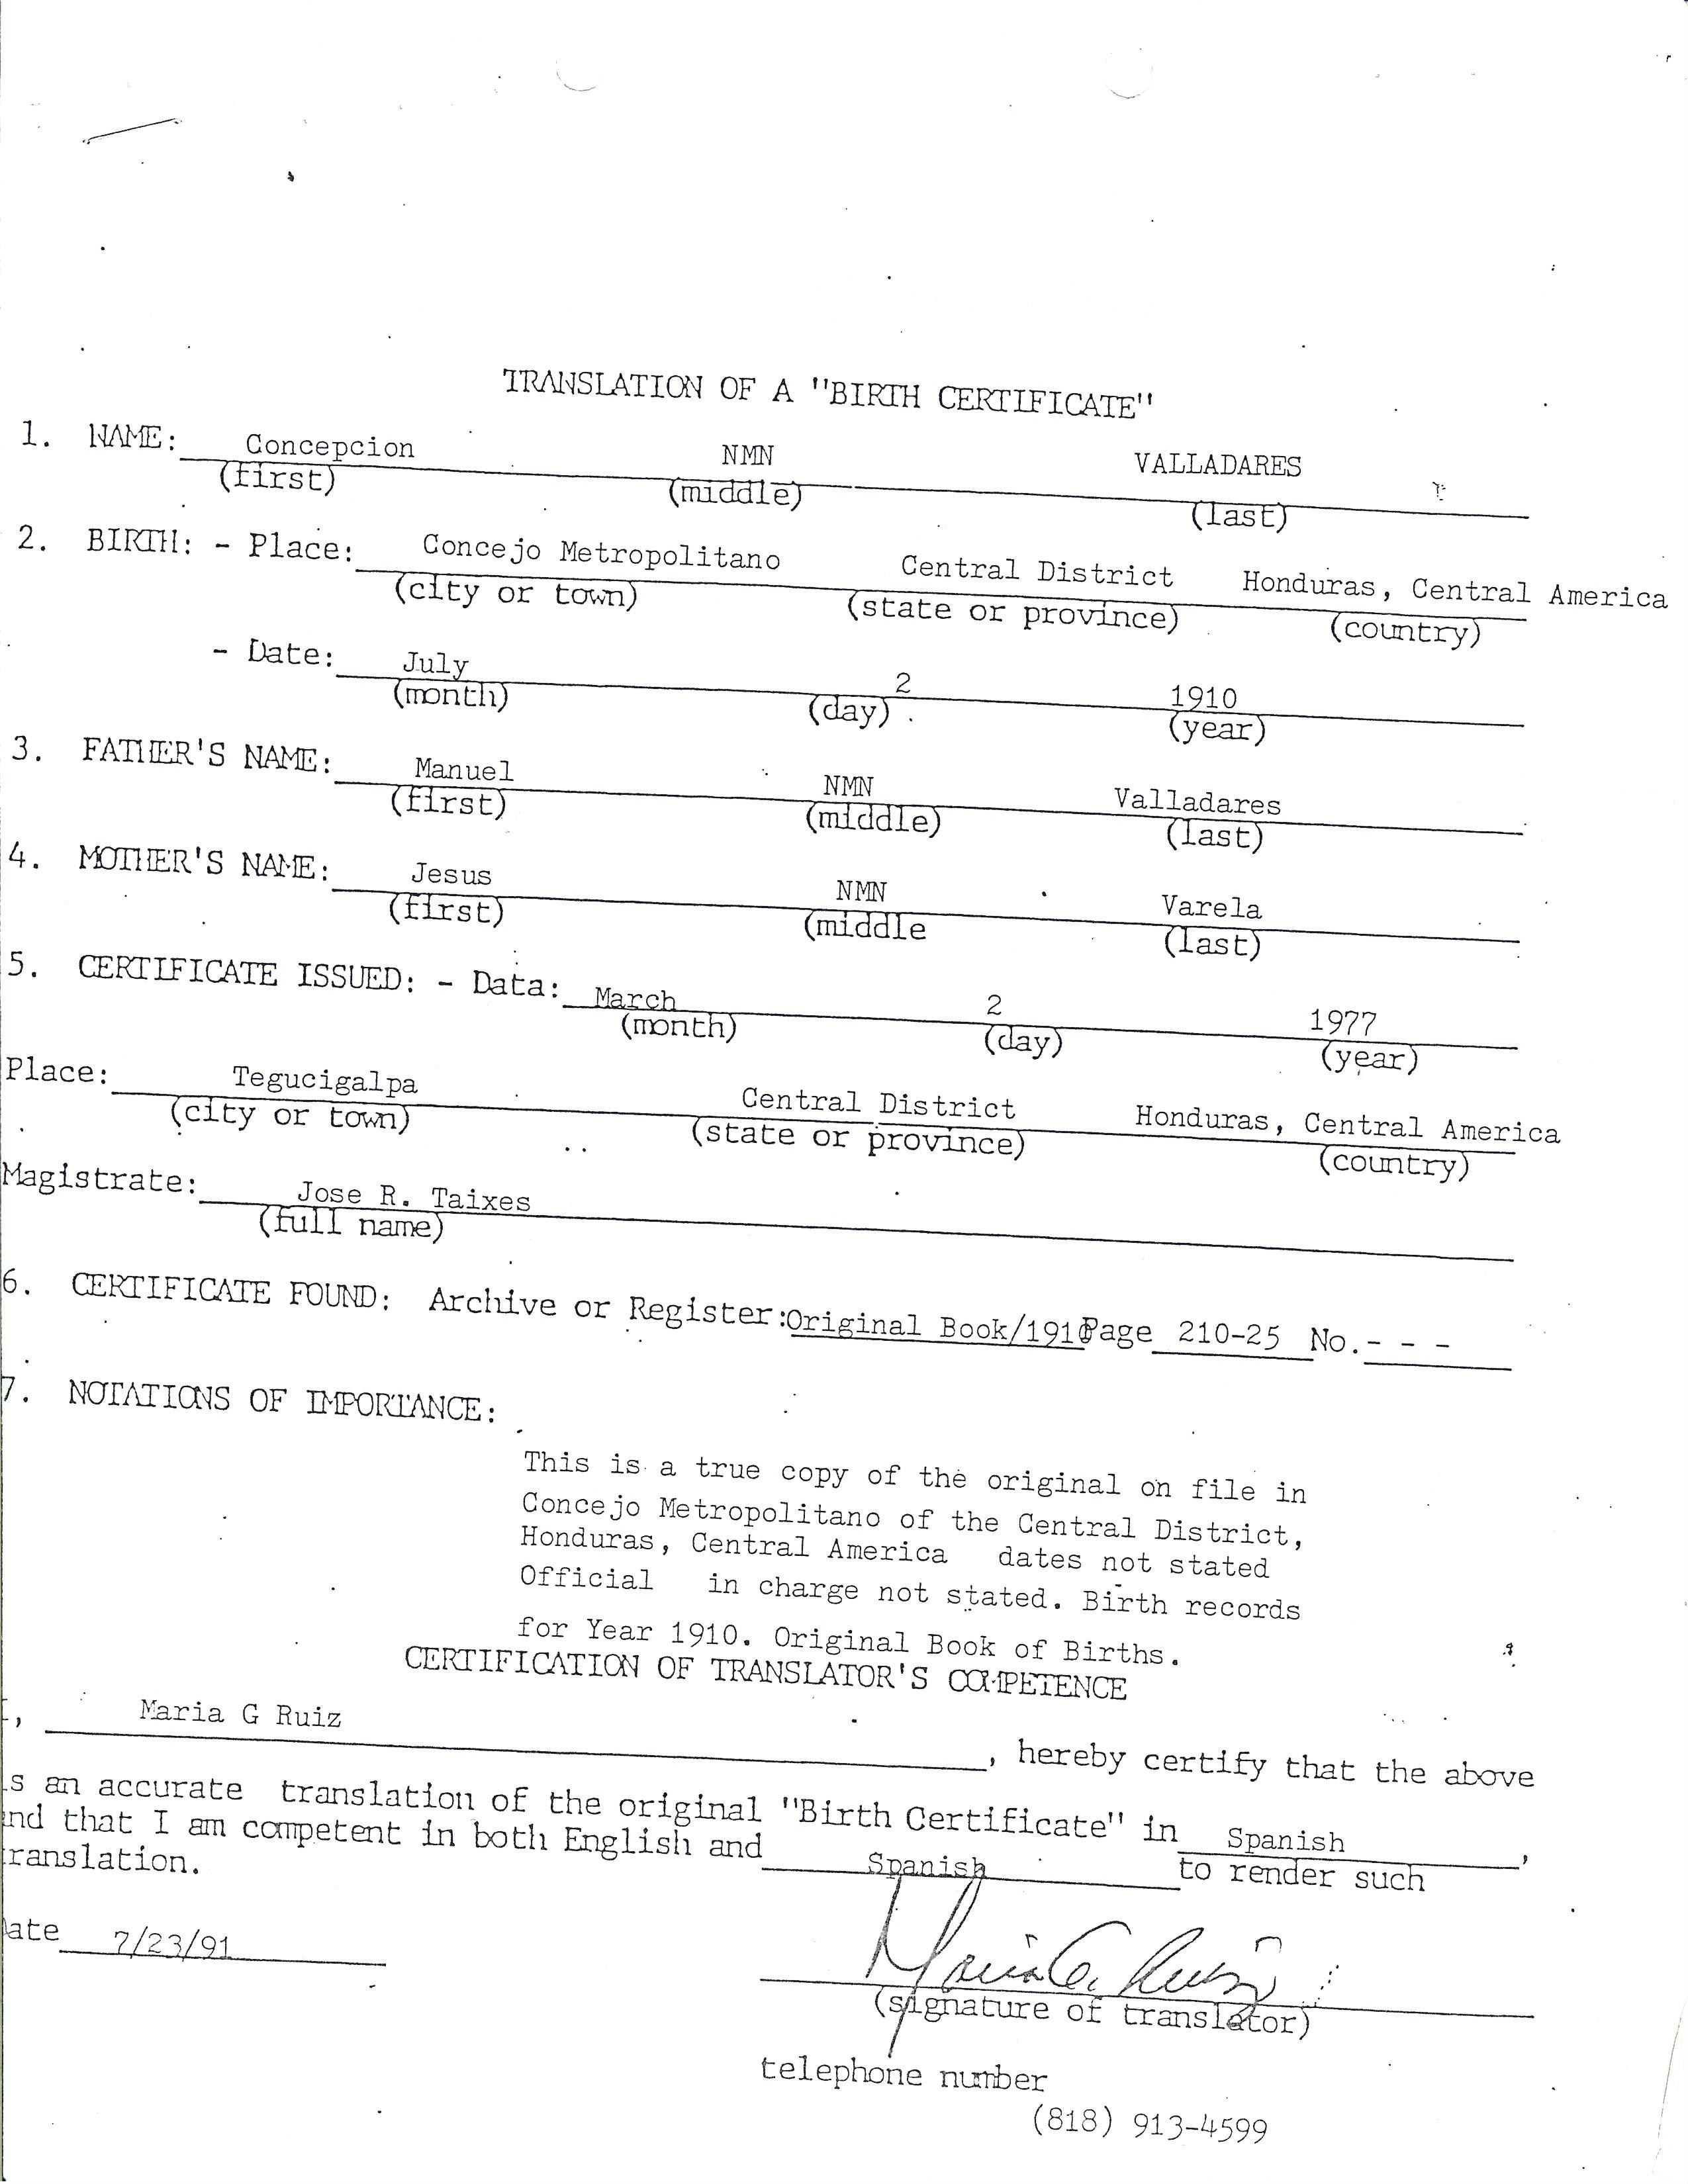 TRANSLATION OF A "BIRTH CERTIFICATE"
1. NAME: Concepcion NMN VALLADARES
(first) (middle) (last)
2. BIRTH: - Place: Concejo Metropolitano Central District Honduras, Central America
(city or town) (state or province) (country)
- Date: July 2 1910
(month) (day) (year)
3. FATHER'S NAME: Manuel NMN Valladares
(first) (middle) (last)
4. MOTHER'S NAME: Jesus NMN Varela
(first) (middle (last)
5. CERTIFICATE ISSUED: - Data: March 2 1977
(month) (day) (year)
Place: Tegucigalpa Central District Honduras, Central America
(city or town) (state or province) (country)
Magistrate: Jose R. Taixes
(full name)
6. CERTIFICATE FOUND: Archive or Register: Original Book/1910 Page 210-25 No. - - -
7. NOTATIONS OF IMPORTANCE:
This is a true copy of the original on file in
Concejo Metropolitano of the Central District,
Honduras, Central America dates not stated
Official in charge not stated. Birth records
for Year 1910. Original Book of Births.
CERTIFICATION OF TRANSLATOR'S COMPETENCE
, Maria G Ruiz , hereby certify that the above
s an accurate translation of the original "Birth Certificate" in Spanish ,
nd that I am competent in both English and Spanish to render such
ranslation.
ate 7/23/91
Maria G. Ruiz
(signature of translator)
telephone number
(818) 913-4599